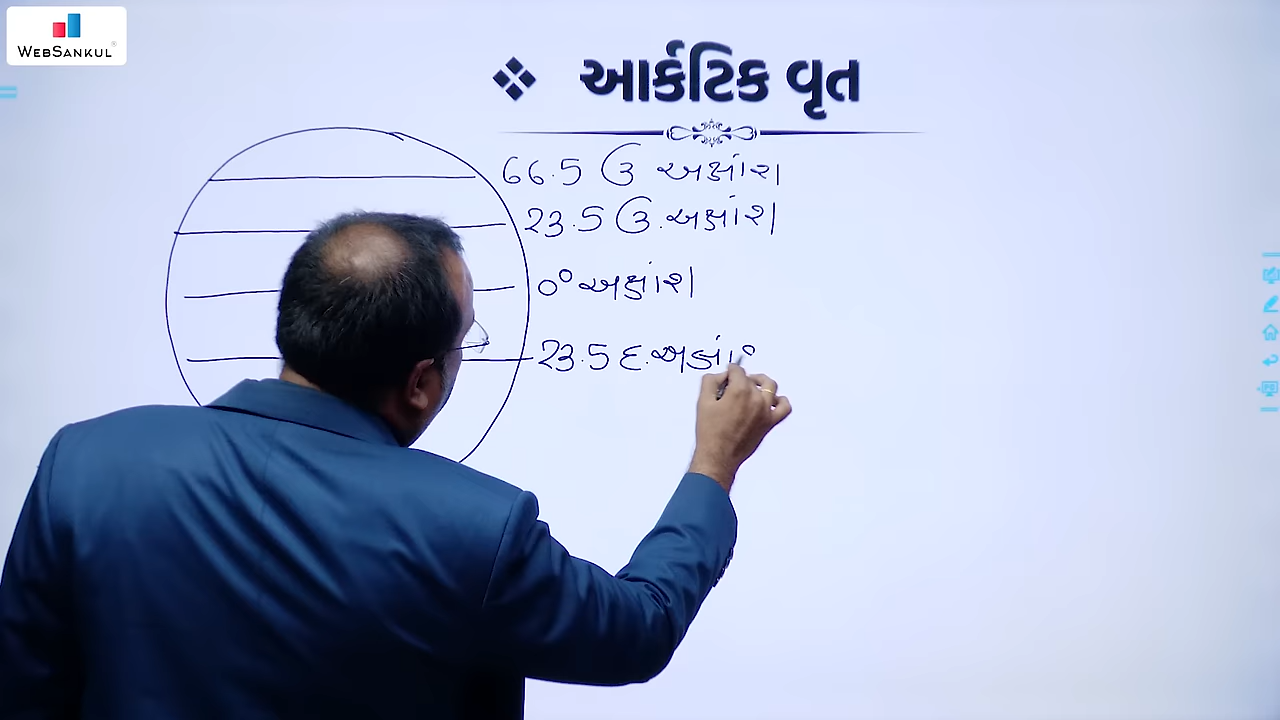 WEBSANKUL
આર્કટિક વૃત
66.5 ઉ અક્ષાંશ
23.5 ઉ.અક્ષાંશ
0° અક્ષાંશ
23.5 દ.અક્ષાં